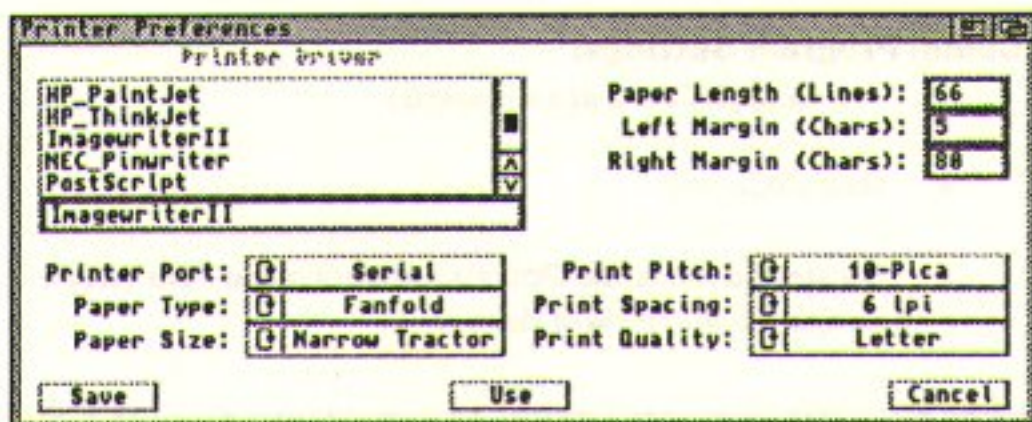 Printer Preferences
Printer Driver
HP_PaintJet
HP_ThinkJet
ImagewriterII
NEC_Pinwriter
PostScript
ImagewriterII
Paper Length (Lines): 66
Left Margin (Chars): 5
Right Margin (Chars): 80
Printer Port: Serial
Paper Type: Fanfold
Paper Size: Narrow Tractor
Print Pitch: 10-Pica
Print Spacing: 6 lpi
Print Quality: Letter
Save
Use
Cancel